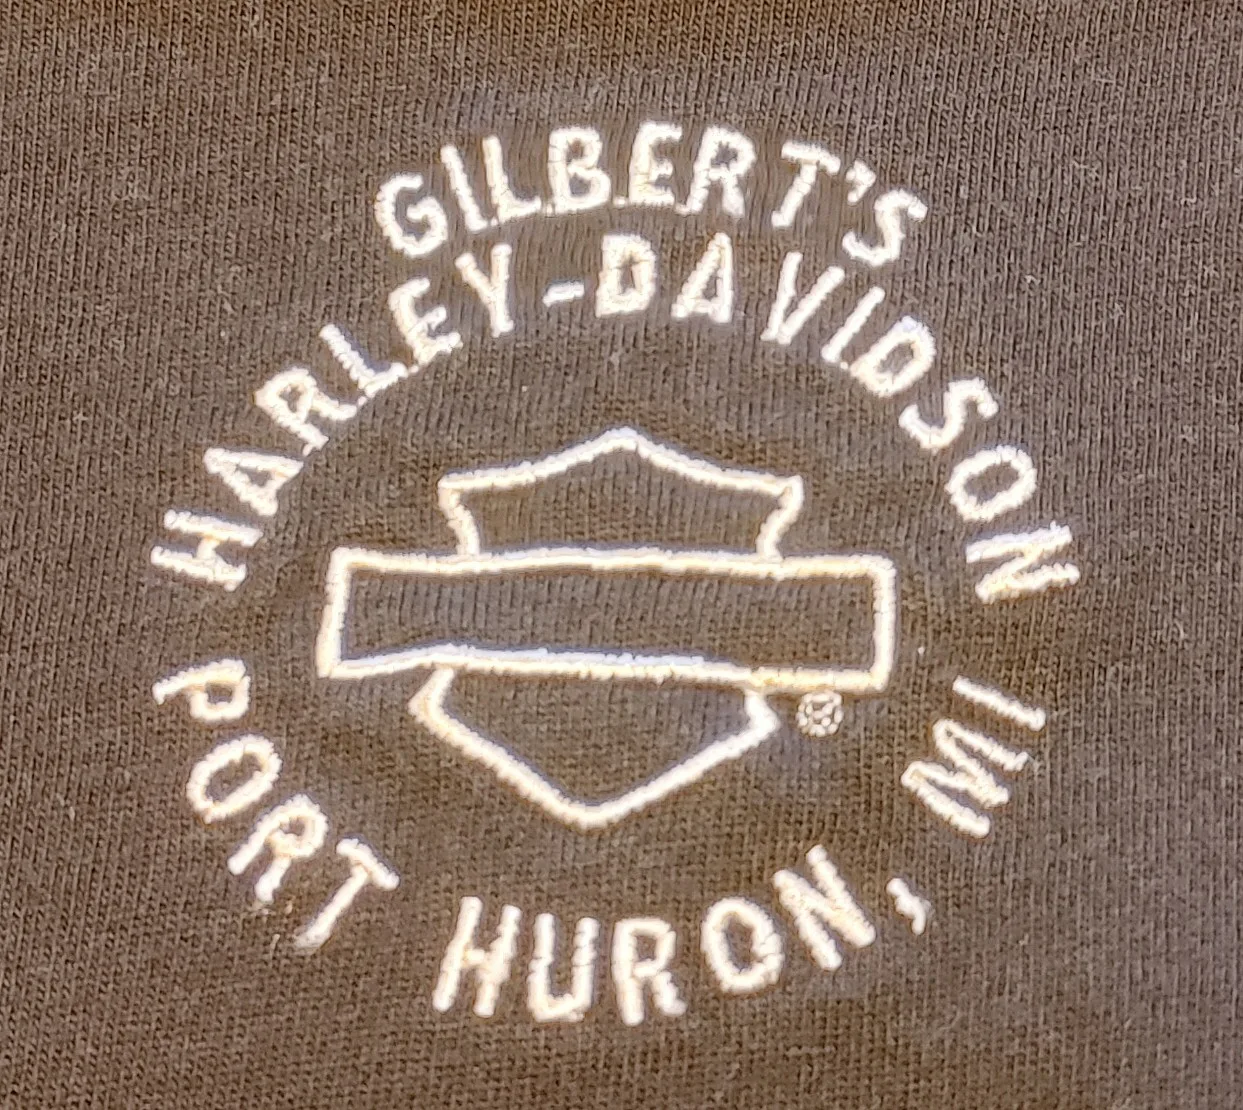 GILBERT'S
HARLEY-DAVIDSON
®
PORT HURON, MI